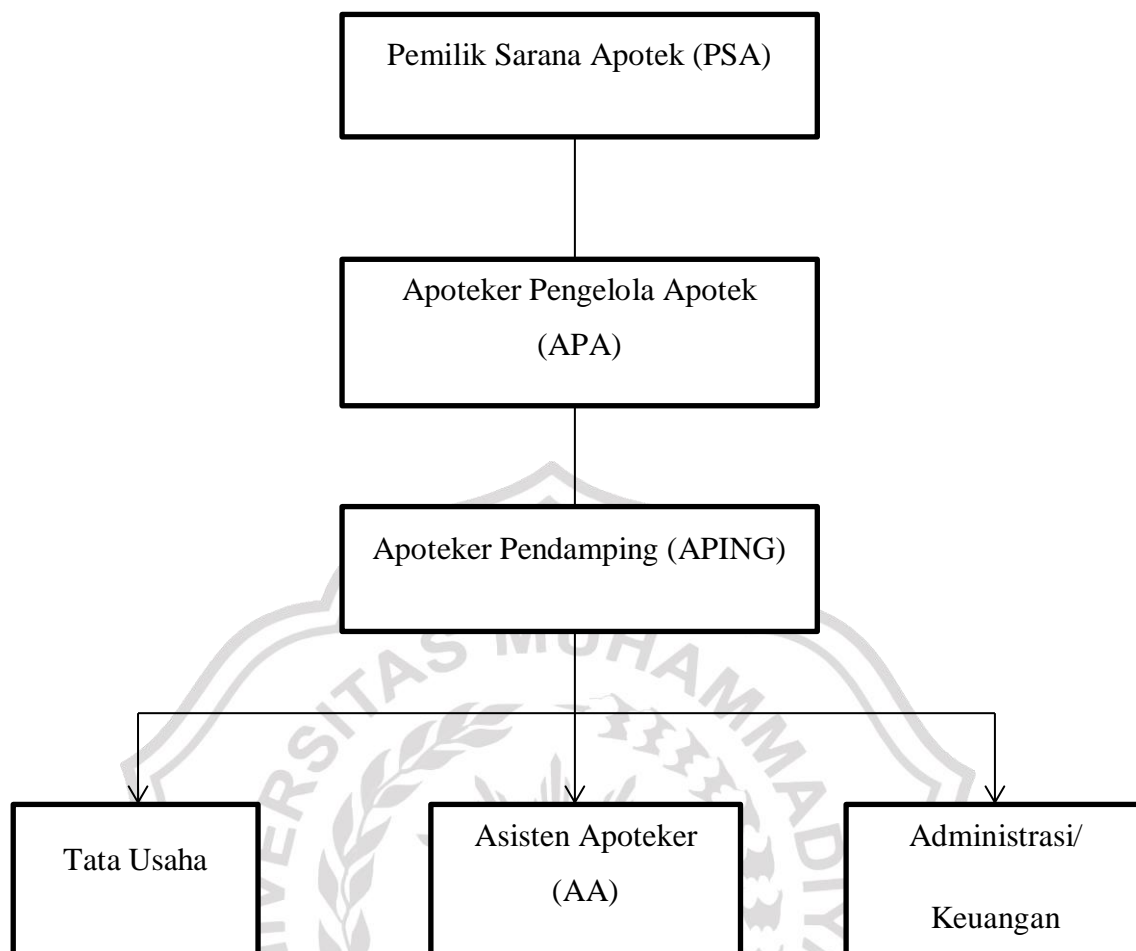 Pemilik Sarana Apotek (PSA)
Apoteker Pengelola Apotek
(APA)
Apoteker Pendamping (APING)
Tata Usaha
Asisten Apoteker
(AA)
Administrasi/
Keuangan